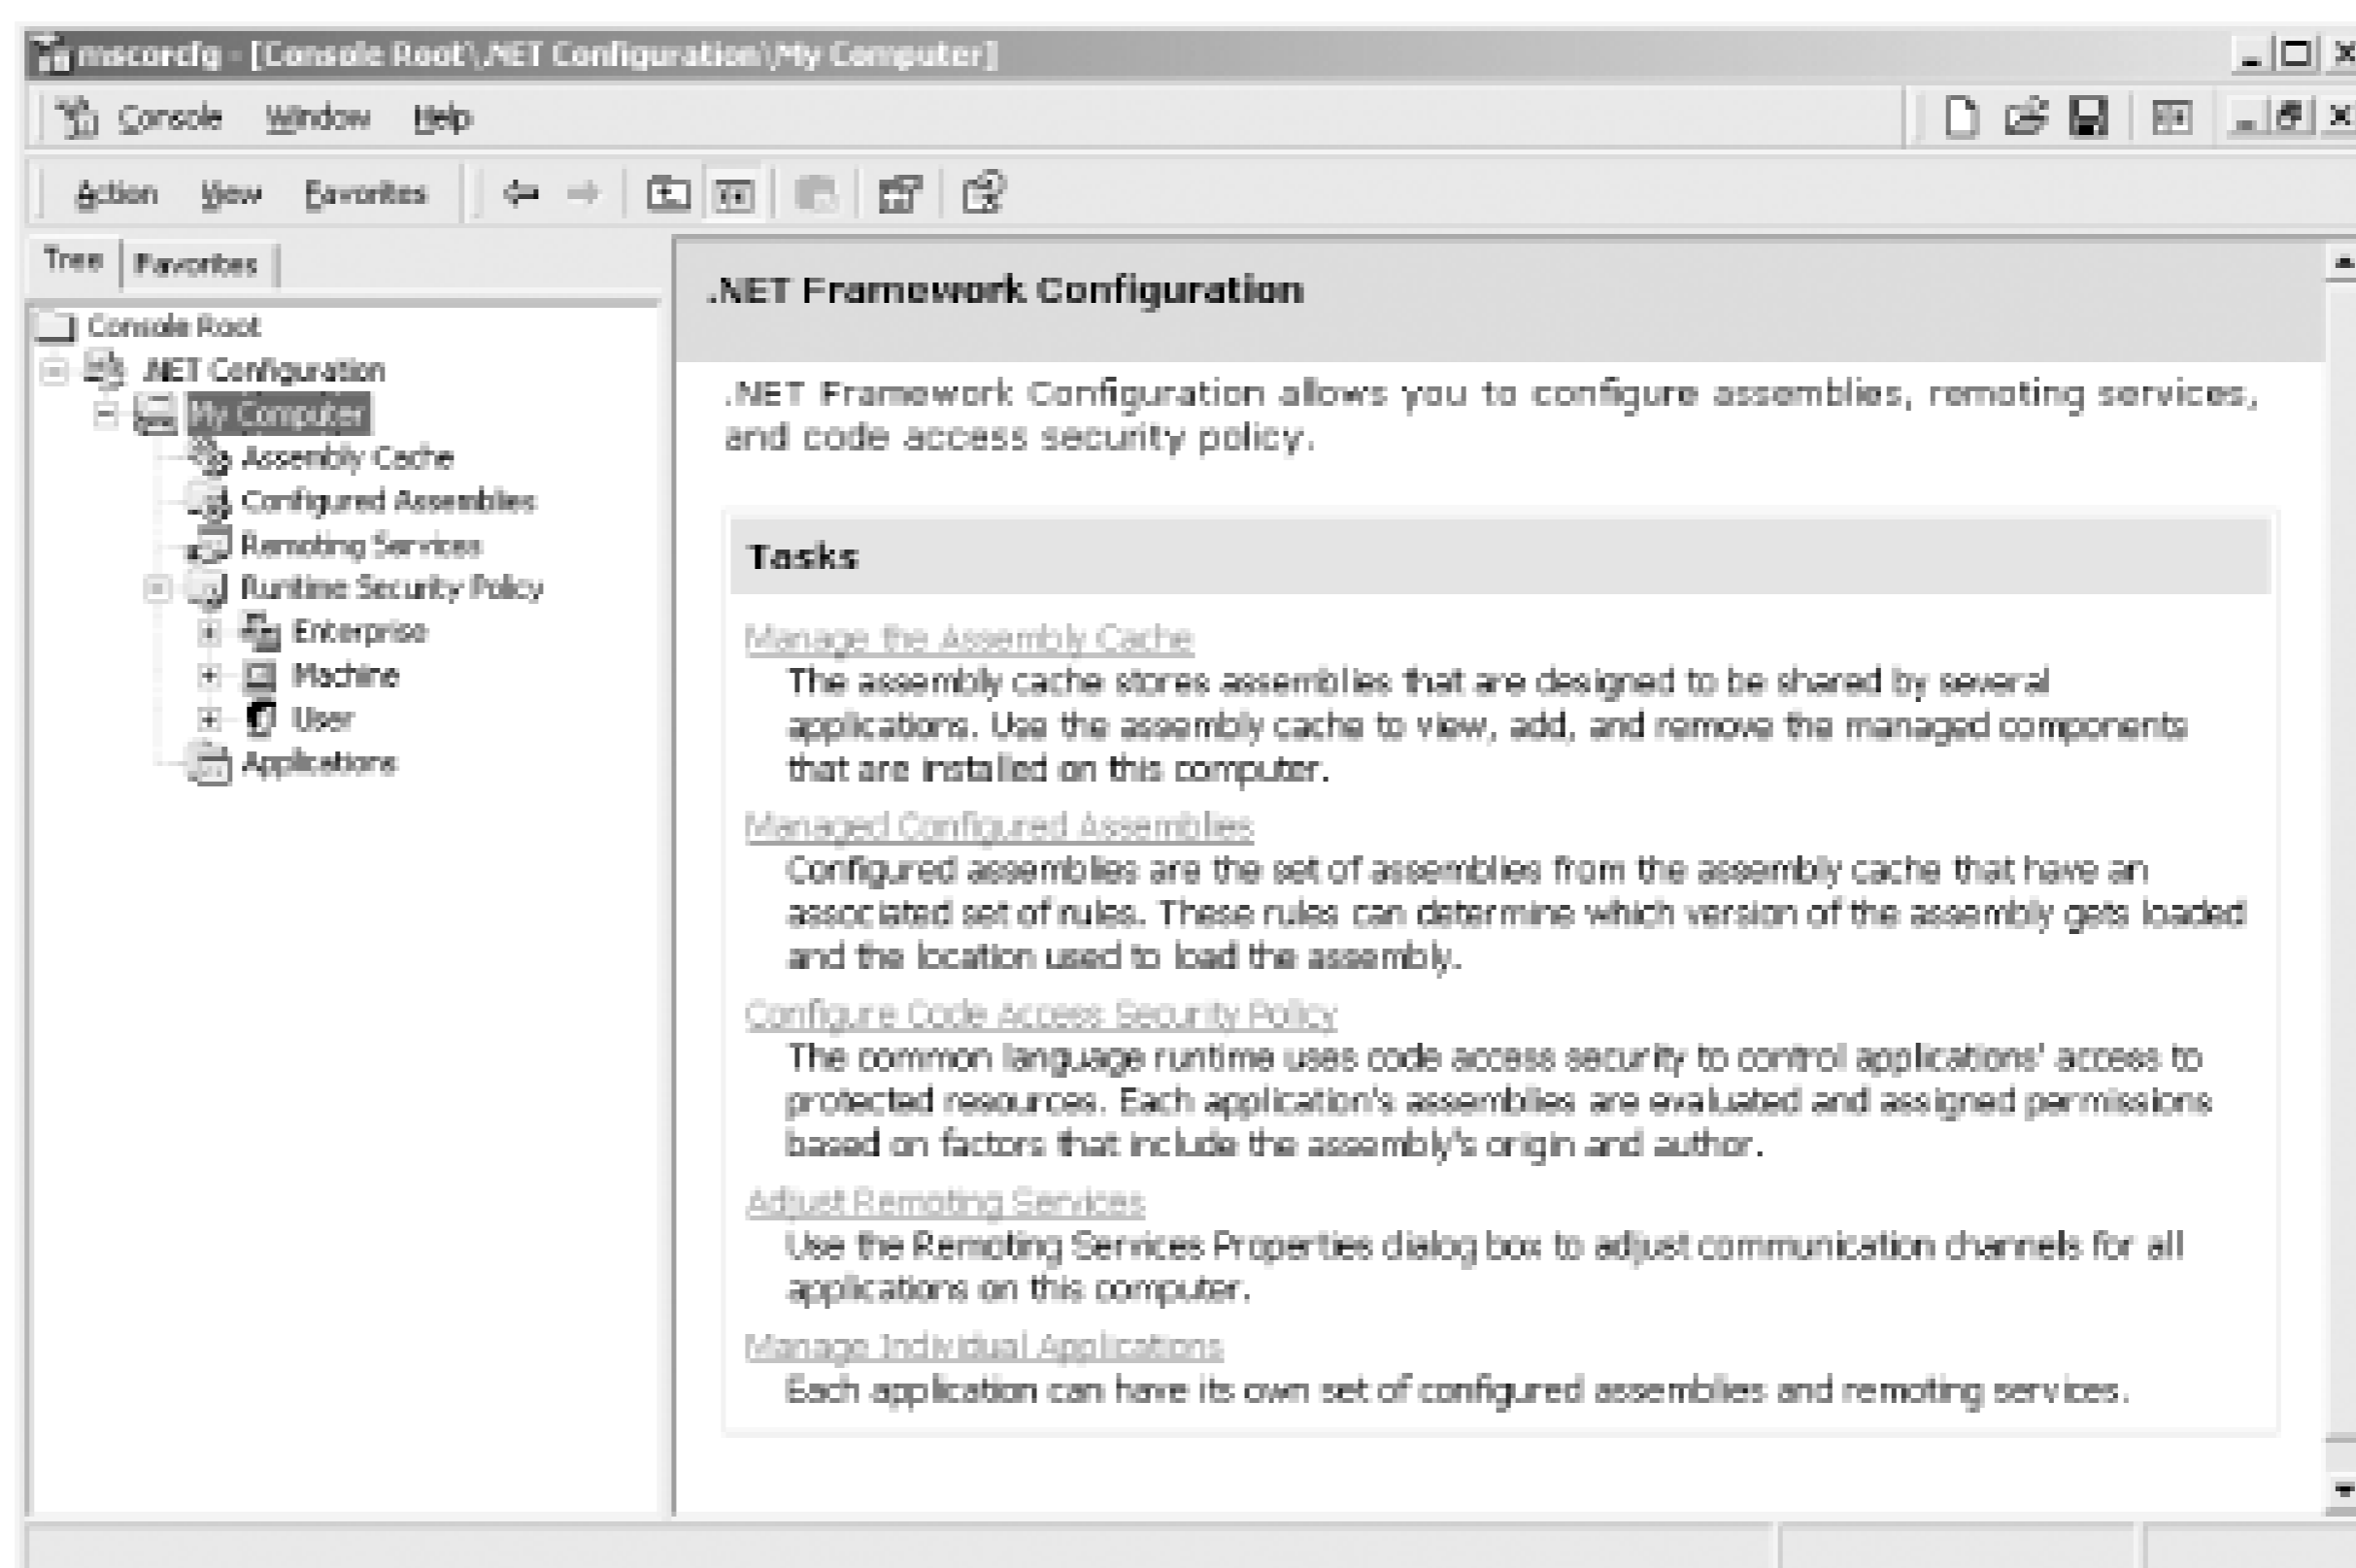 mscorcfg - [Console Root\.NET Configuration\My Computer]
Console Window Help
Action View Favorites
Tree Favorites
Console Root
.NET Configuration
My Computer
Assembly Cache
Configured Assemblies
Remoting Services
Runtime Security Policy
Enterprise
Machine
User
Applications
.NET Framework Configuration
.NET Framework Configuration allows you to configure assemblies, remoting services,
and code access security policy.
Tasks
Manage the Assembly Cache
The assembly cache stores assemblies that are designed to be shared by several
applications. Use the assembly cache to view, add, and remove the managed components
that are installed on this computer.
Managed Configured Assemblies
Configured assemblies are the set of assemblies from the assembly cache that have an
associated set of rules. These rules can determine which version of the assembly gets loaded
and the location used to load the assembly.
Configure Code Access Security Policy
The common language runtime uses code access security to control applications' access to
protected resources. Each application's assemblies are evaluated and assigned permissions
based on factors that include the assembly's origin and author.
Adjust Remoting Services
Use the Remoting Services Properties dialog box to adjust communication channels for all
applications on this computer.
Manage Individual Applications
Each application can have its own set of configured assemblies and remoting services.